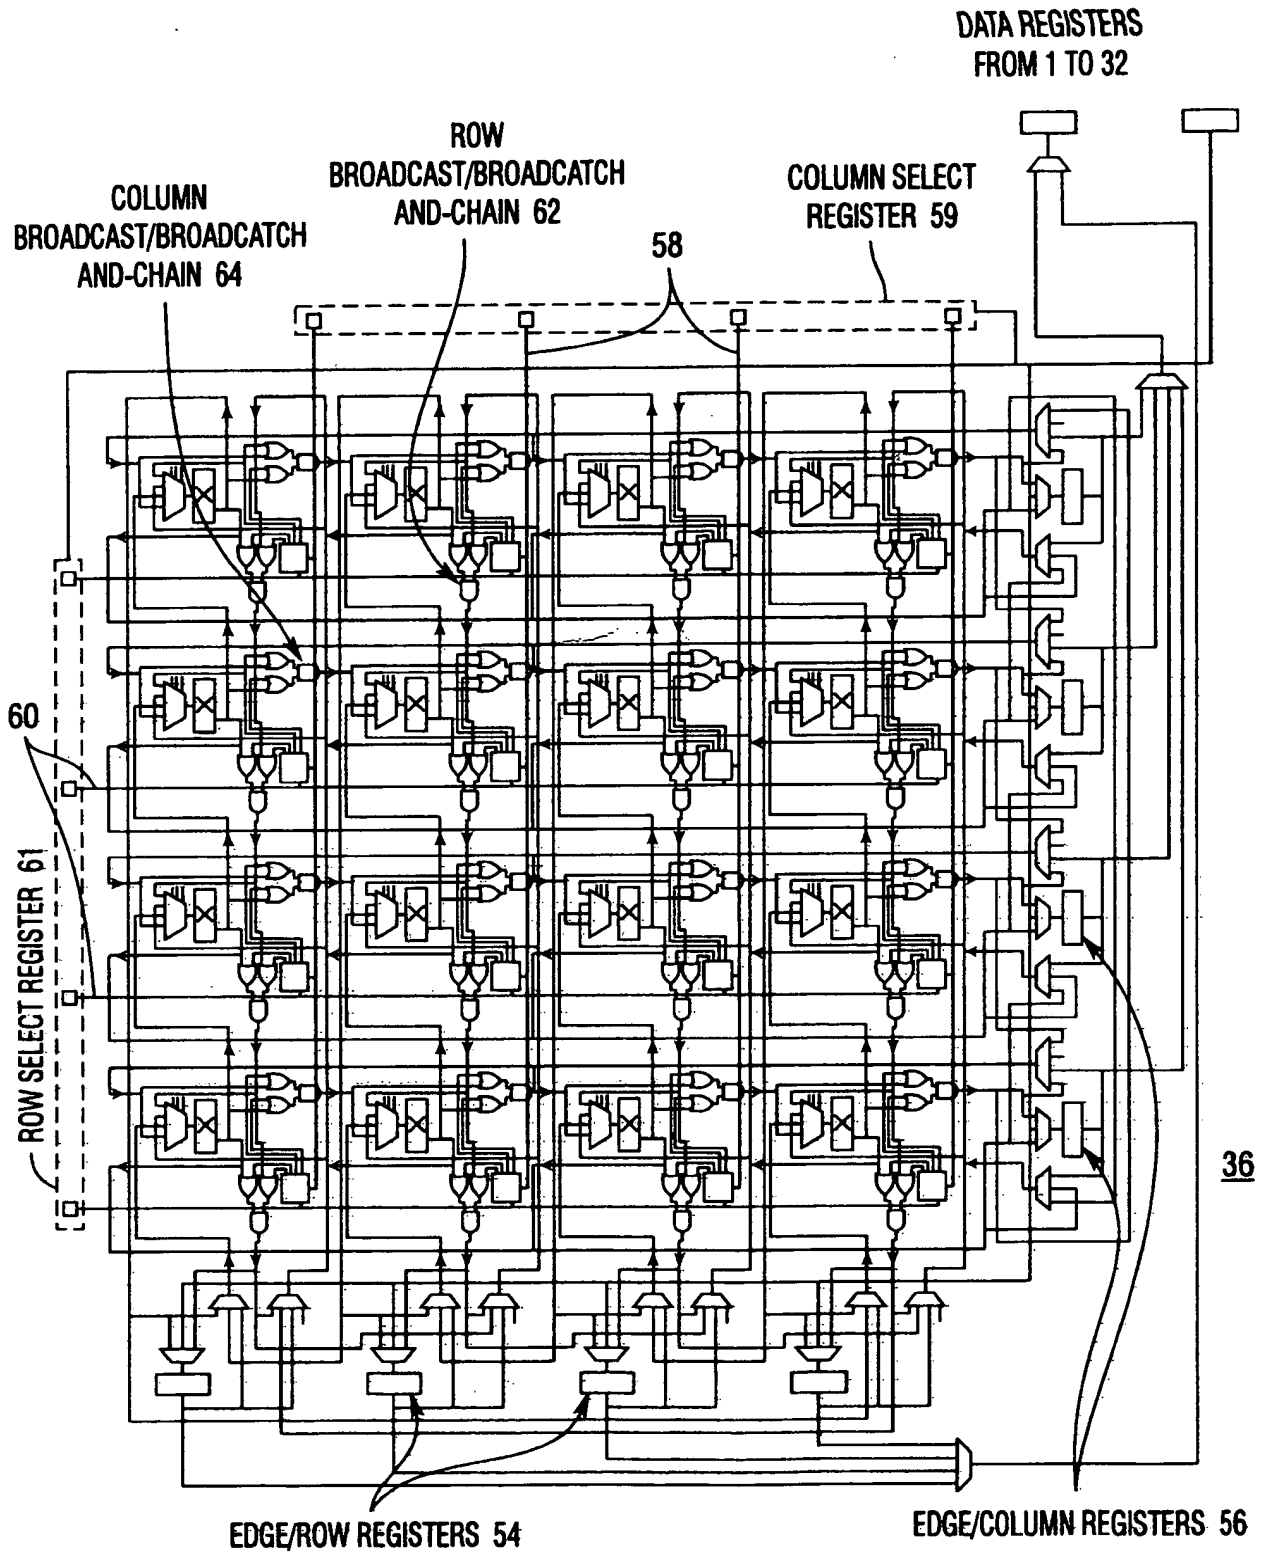 DATA REGISTERS
FROM 1 TO 32
ROW
BROADCAST/BROADCATCH
AND-CHAIN 62
COLUMN SELECT
REGISTER 59
COLUMN
BROADCAST/BROADCATCH
AND-CHAIN 64
58
60
ROW SELECT REGISTER 61
36
EDGE/ROW REGISTERS 54
EDGE/COLUMN REGISTERS 56